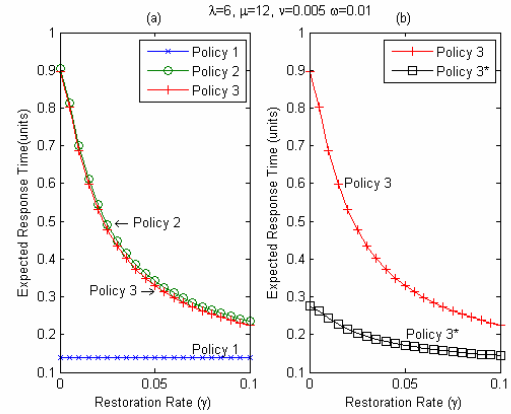 λ=6, μ=12, ν=0.005 ω=0.01
(a)
Expected Response Time(units)
1
0.9
0.8
0.7
0.6
0.5
0.4
0.3
0.2
0.1
Policy 1
Policy 2
Policy 3
← Policy 2
Policy 3 →
Policy 1
0
0.05
0.1
Restoration Rate (γ)
(b)
Expected Response Time (units)
1
0.9
0.8
0.7
0.6
0.5
0.4
0.3
0.2
0.1
Policy 3
Policy 3*
Policy 3
Policy 3*
0
0.05
0.1
Restoration Rate (γ)